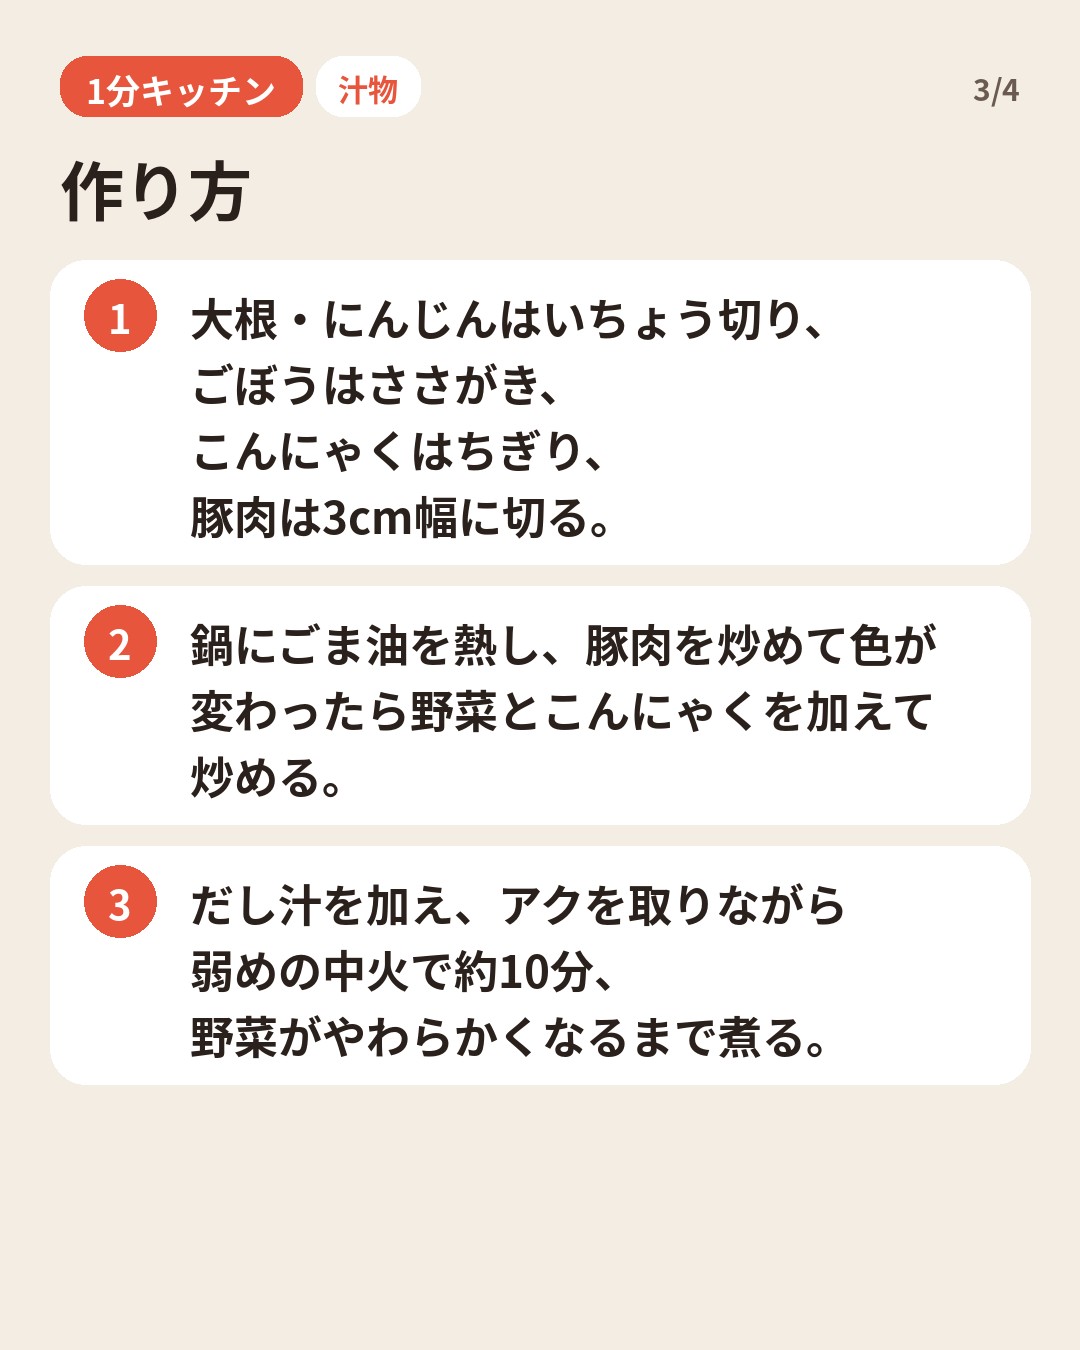 1分キッチン 汁物 3/4
作り方
1 大根・にんじんはいちょう切り、
ごぼうはささがき、
こんにゃくはちぎり、
豚肉は3cm幅に切る。
2 鍋にごま油を熱し、豚肉を炒めて色が
変わったら野菜とこんにゃくを加えて
炒める。
3 だし汁を加え、アクを取りながら
弱めの中火で約10分、
野菜がやわらかくなるまで煮る。